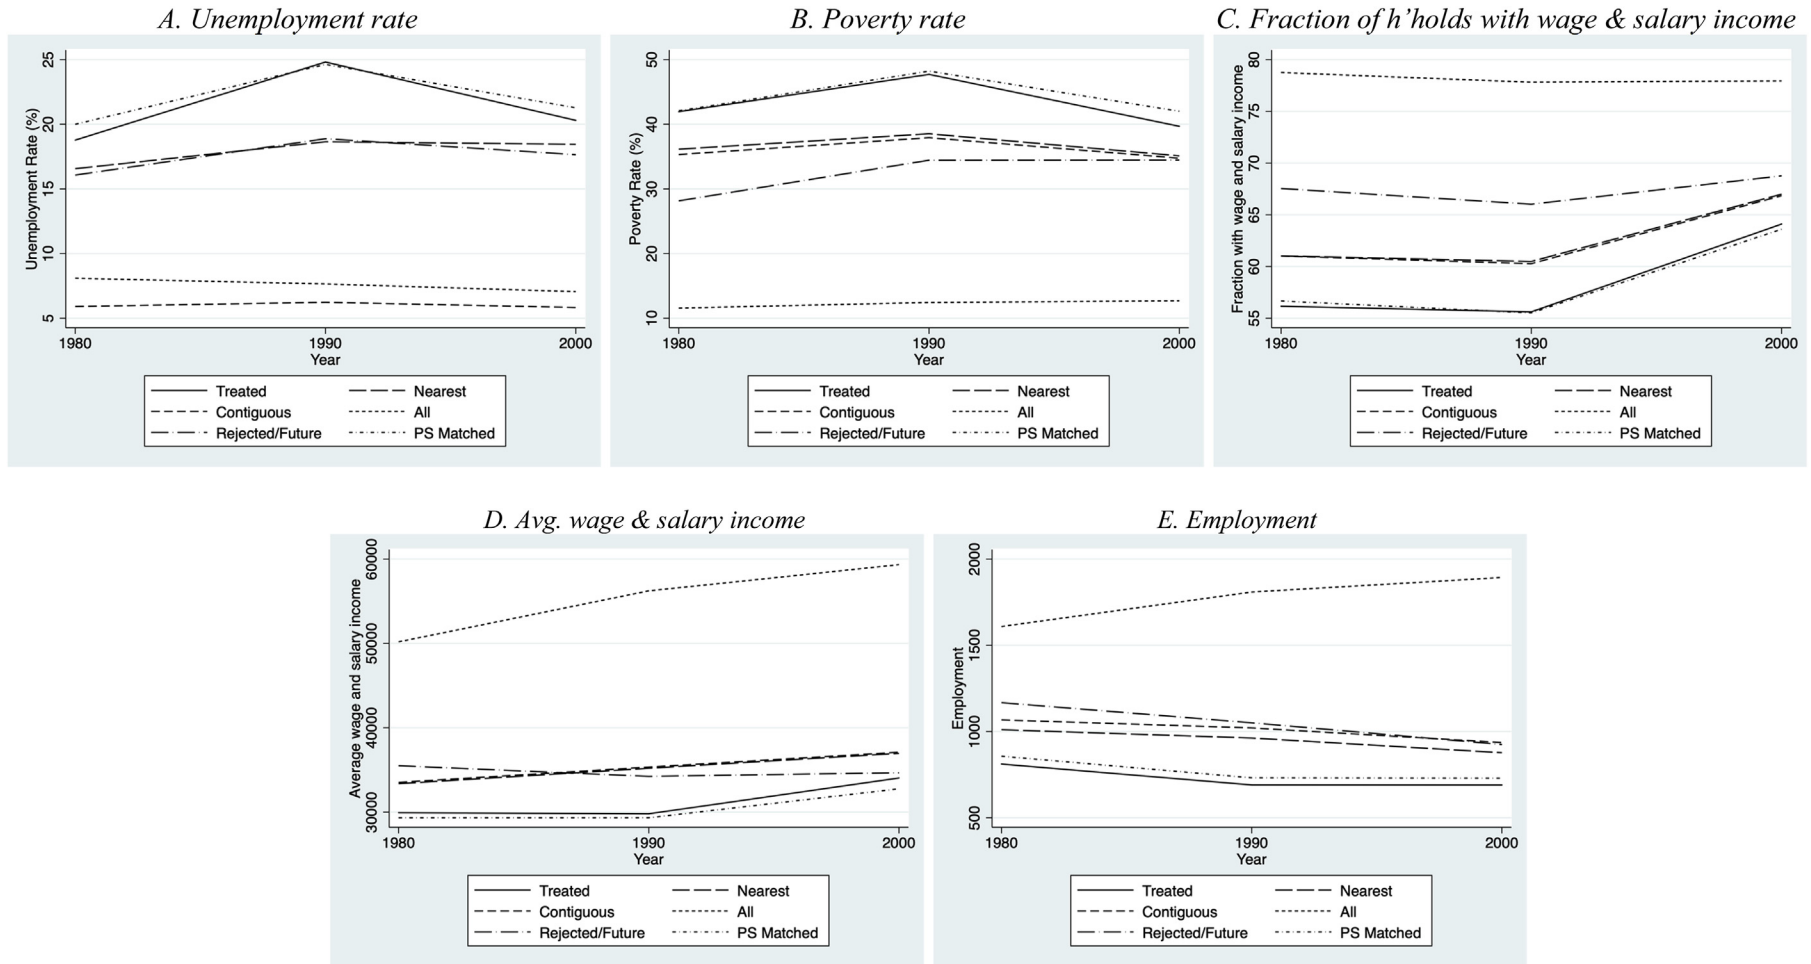 A. Unemployment rate
B. Poverty rate
C. Fraction of h’holds with wage & salary income
Unemployment Rate (%)
25
20
15
10
5
1980
1990
2000
Year
Treated
Nearest
Contiguous
All
Rejected/Future
PS Matched
Poverty Rate (%)
50
40
30
20
10
1980
1990
2000
Year
Treated
Nearest
Contiguous
All
Rejected/Future
PS Matched
Fraction with wage and salary income
80
75
70
65
60
55
1980
1990
2000
Year
Treated
Nearest
Contiguous
All
Rejected/Future
PS Matched
D. Avg. wage & salary income
E. Employment
Average wage and salary income
60000
50000
40000
30000
1980
1990
2000
Year
Treated
Nearest
Contiguous
All
Rejected/Future
PS Matched
Employment
2000
1500
1000
500
1980
1990
2000
Year
Treated
Nearest
Contiguous
All
Rejected/Future
PS Matched